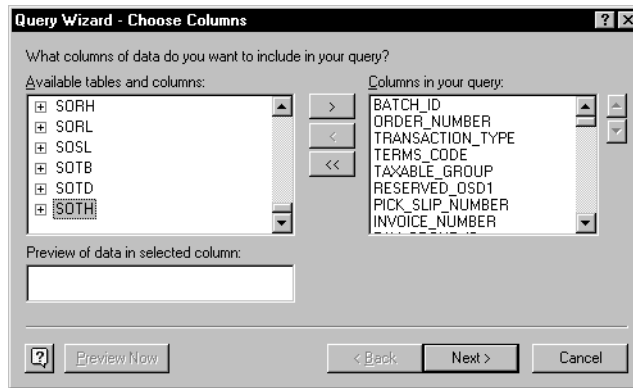 Query Wizard - Choose Columns
What columns of data do you want to include in your query?
Available tables and columns:
SORH
SORL
SOSL
SOTB
SOTD
SOTH
>
<
<<
Columns in your query:
BATCH_ID
ORDER_NUMBER
TRANSACTION_TYPE
TERMS_CODE
TAXABLE_GROUP
RESERVED_OSD1
PICK_SLIP_NUMBER
INVOICE_NUMBER
Preview of data in selected column:
Preview Now
< Back
Next >
Cancel